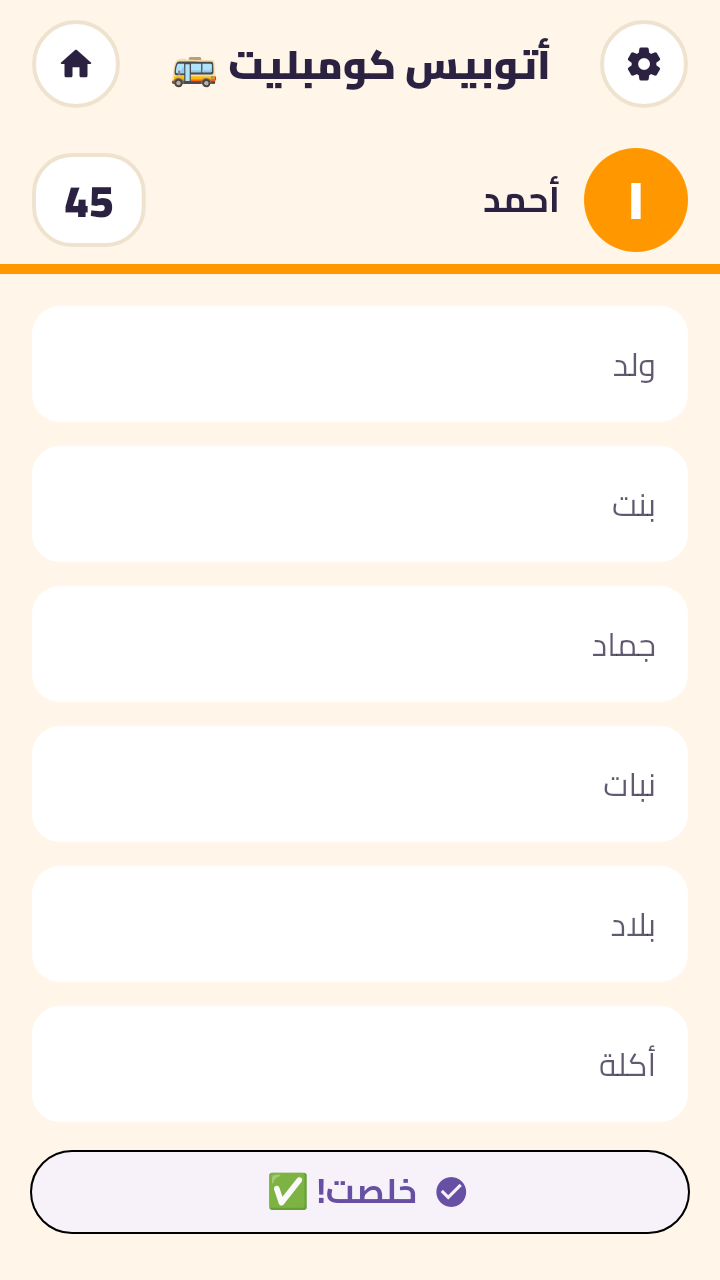 أتوبيس كومبليت 🚌
ا
أحمد
45
ولد
بنت
جماد
نبات
بلاد
أكلة
خلصت! ✅